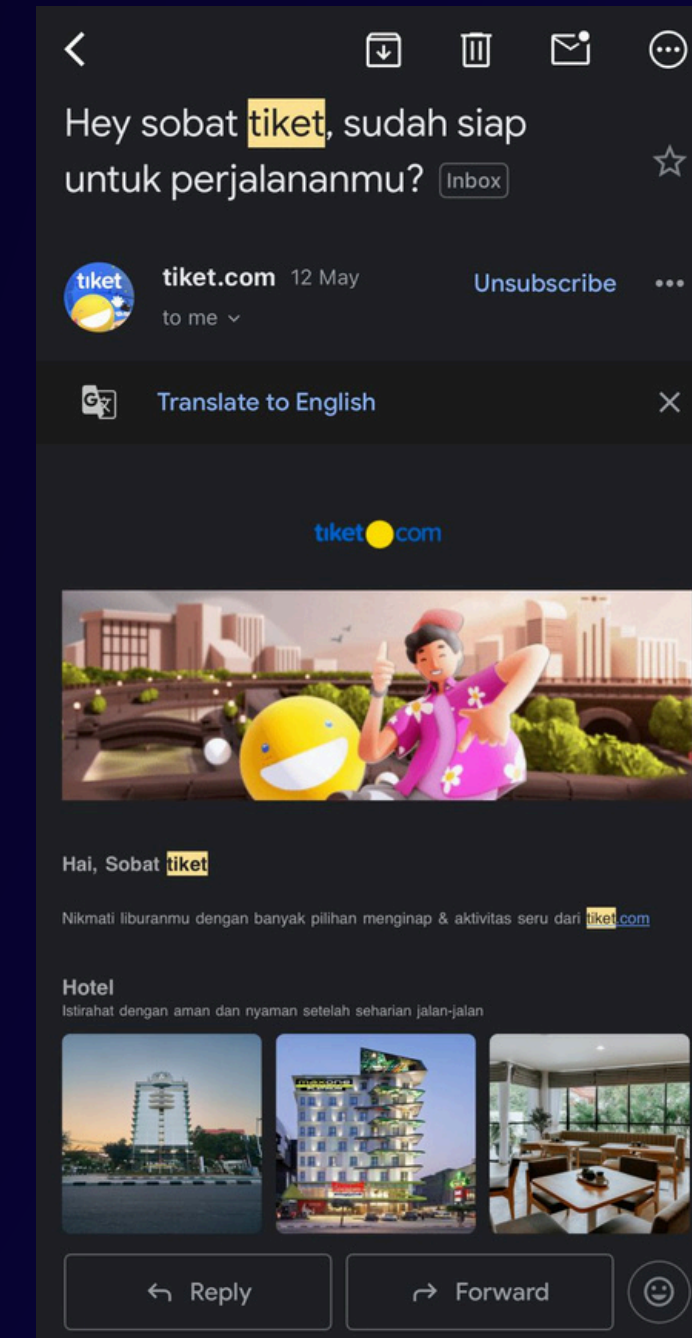 Hey sobat tiket, sudah siap
untuk perjalananmu? Inbox
tiket
tiket.com 12 May
Unsubscribe
to me
Translate to English
tiket com
Hai, Sobat tiket
Nikmati liburanmu dengan banyak pilihan menginap & aktivitas seru dari tiket.com
Hotel
Istirahat dengan aman dan nyaman setelah seharian jalan-jalan
maxone
Reply
Forward